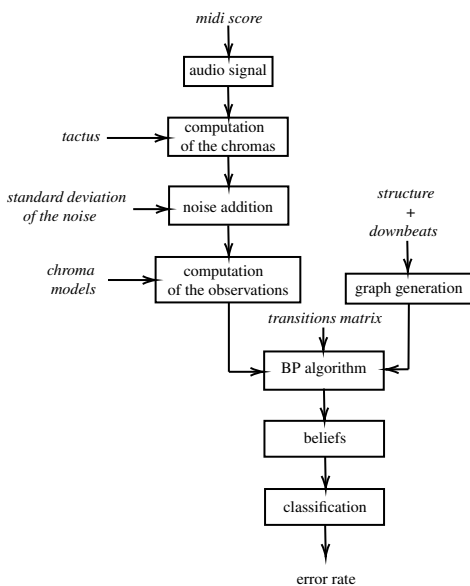 midi score
audio signal
tactus
computation
of the chromas
standard deviation
of the noise
noise addition
structure
+
downbeats
chroma
models
computation
of the observations
graph generation
transitions matrix
BP algorithm
beliefs
classification
error rate